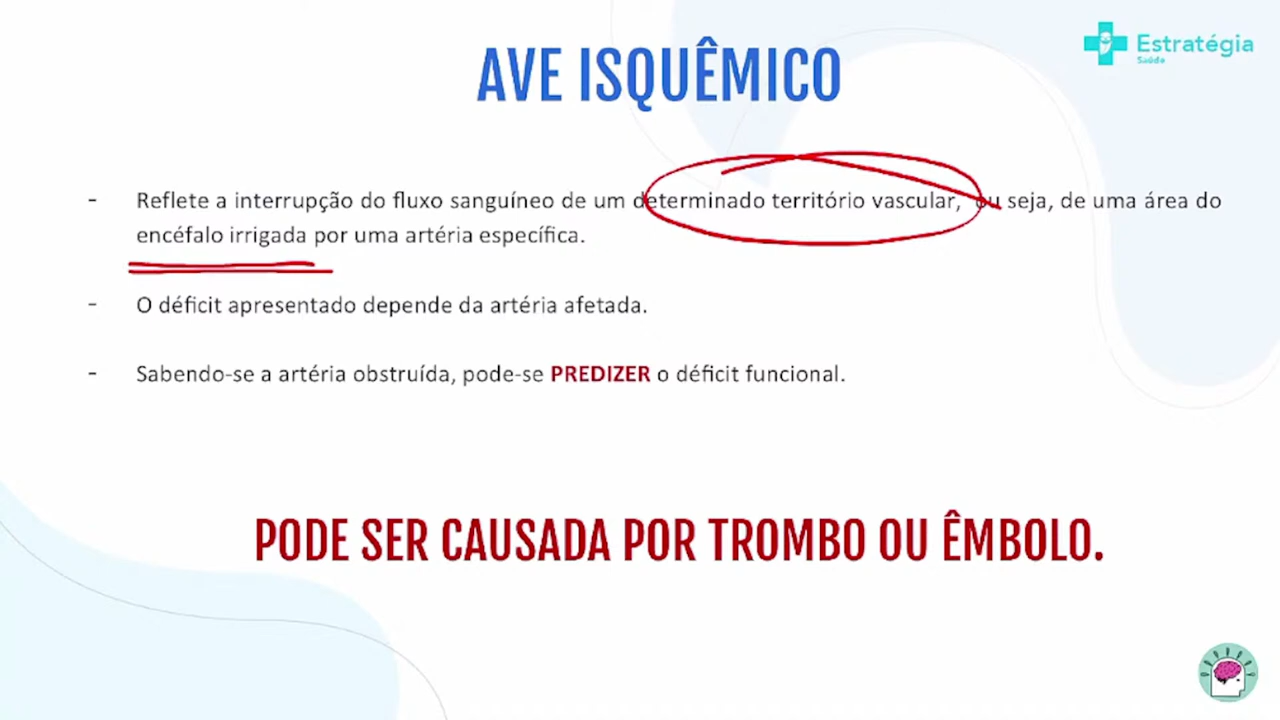 Estratégia
Saúde
AVE ISQUÊMICO
- Reflete a interrupção do fluxo sanguíneo de um determinado território vascular, ou seja, de uma área do
encéfalo irrigada por uma artéria específica.
- O déficit apresentado depende da artéria afetada.
- Sabendo-se a artéria obstruída, pode-se PREDIZER o déficit funcional.
PODE SER CAUSADA POR TROMBO OU ÊMBOLO.